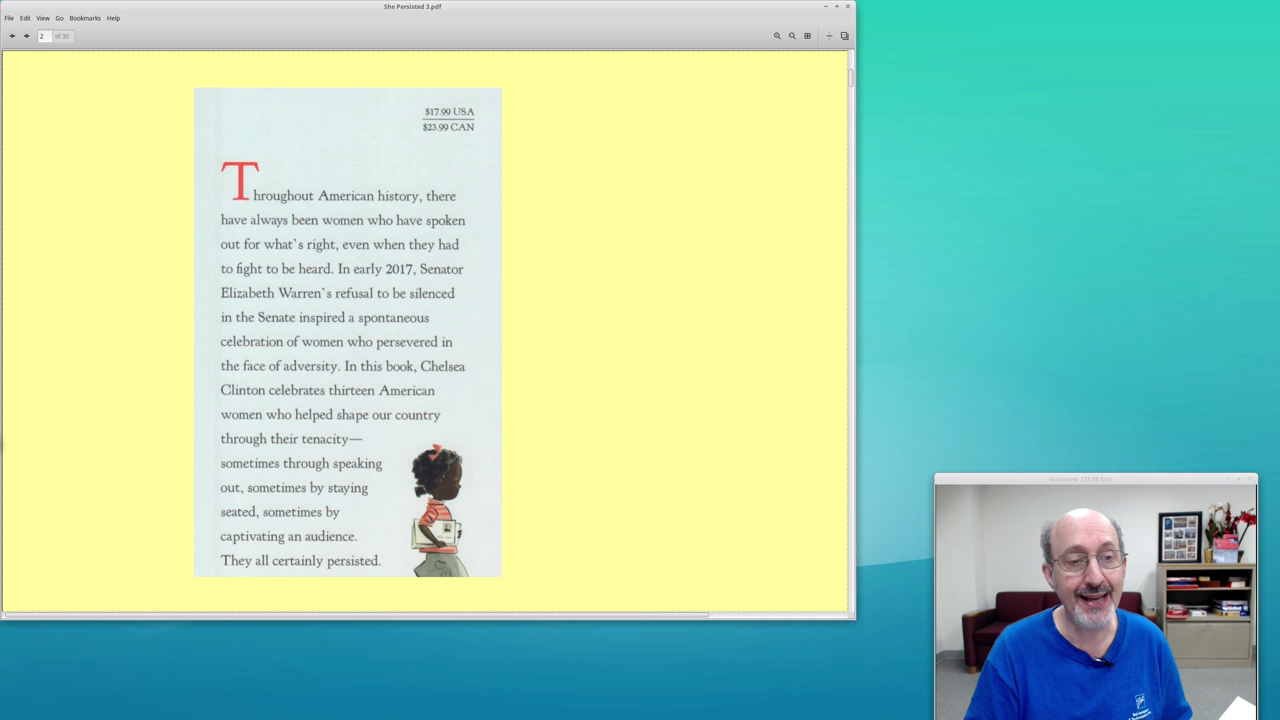 She Persisted 3.pdf
File Edit View Go Bookmarks Help
2 of 30
$17.99 USA
$23.99 CAN
Throughout American history, there
have always been women who have spoken
out for what's right, even when they had
to fight to be heard. In early 2017, Senator
Elizabeth Warren's refusal to be silenced
in the Senate inspired a spontaneous
celebration of women who persevered in
the face of adversity. In this book, Chelsea
Clinton celebrates thirteen American
women who helped shape our country
through their tenacity—
sometimes through speaking
out, sometimes by staying
seated, sometimes by
captivating an audience.
They all certainly persisted.